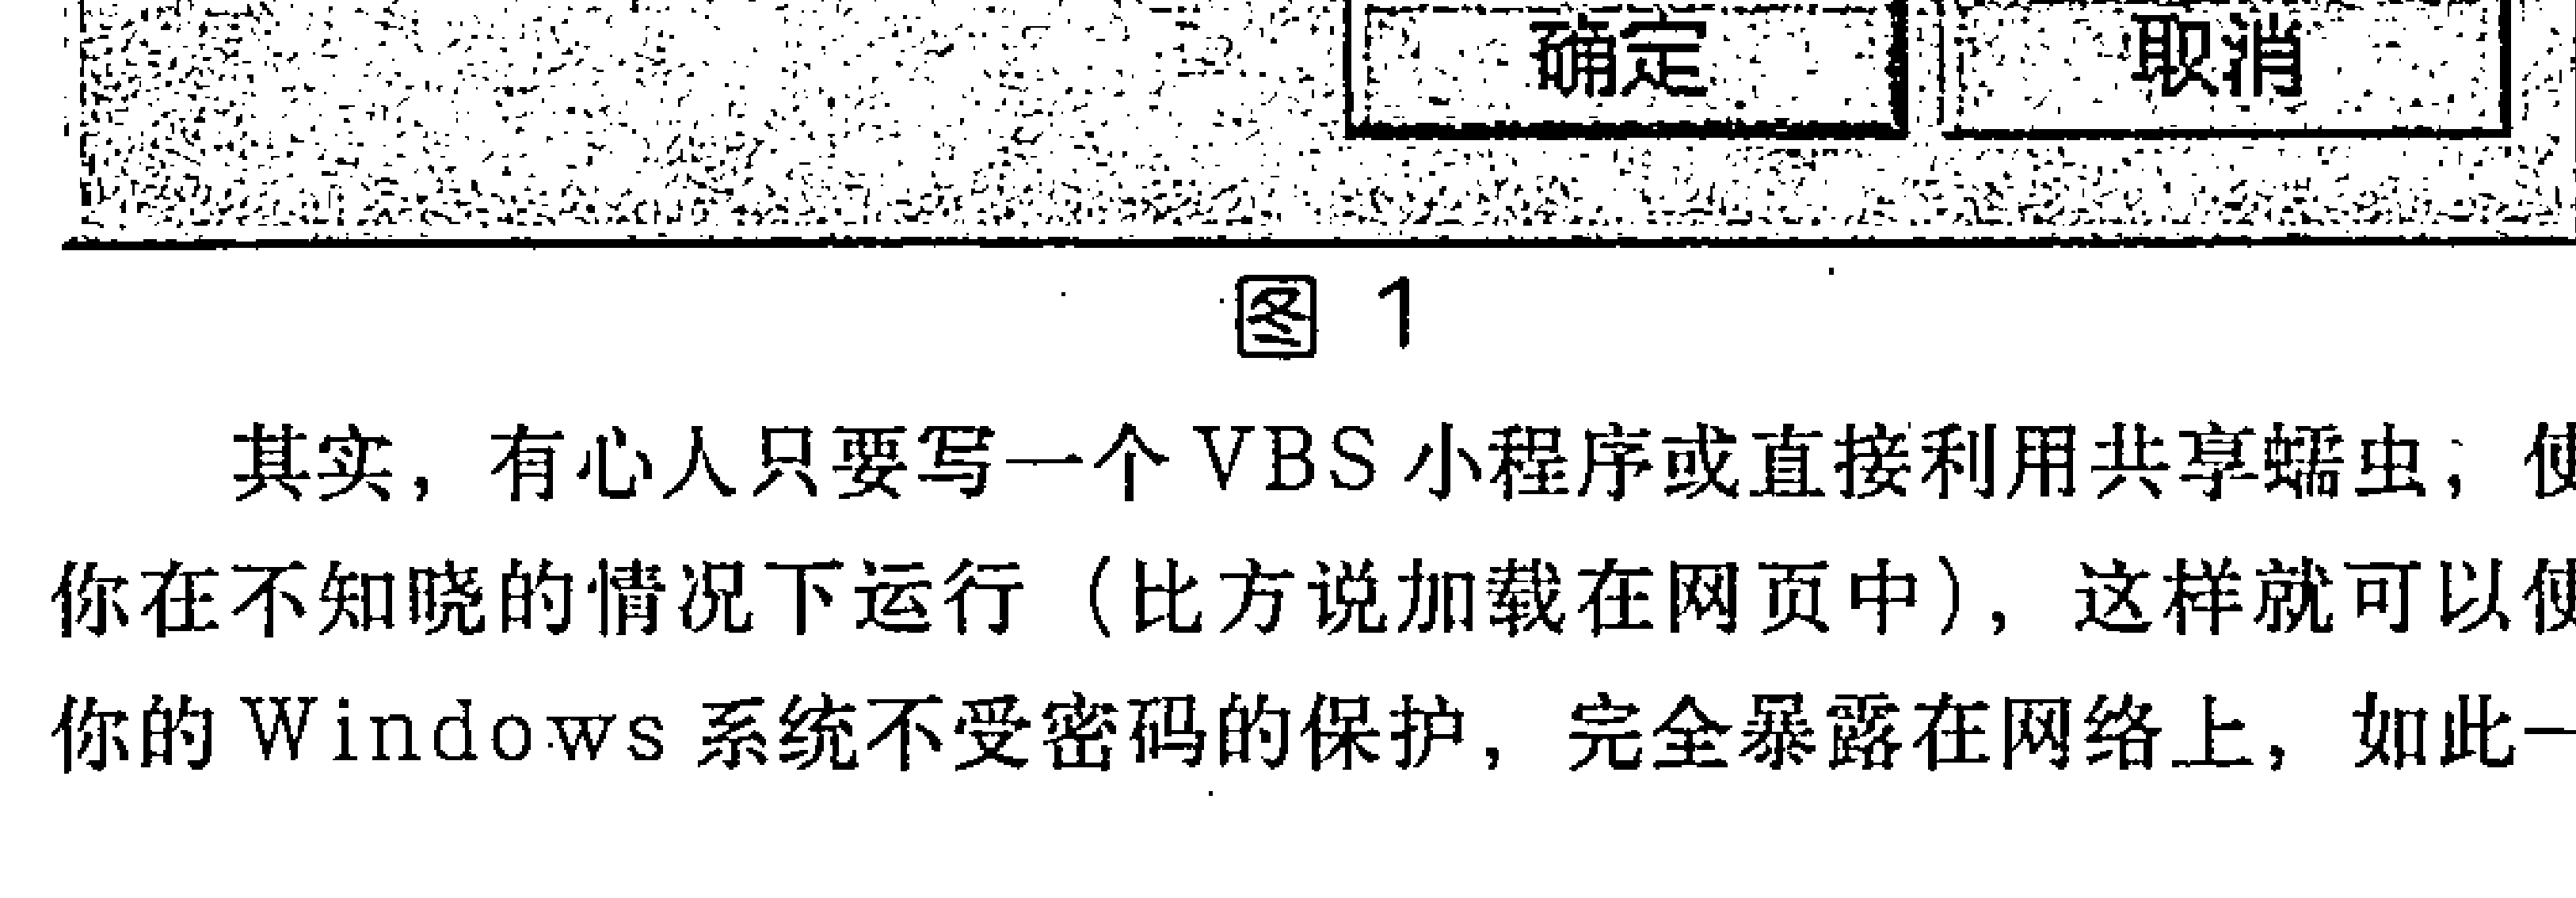 确定 取消
图 1
其实，有心人只要写一个 VBS 小程序或直接利用共享蠕虫，使
你在不知晓的情况下运行（比方说加载在网页中），这样就可以使
你的 Windows 系统不受密码的保护，完全暴露在网络上，如此一